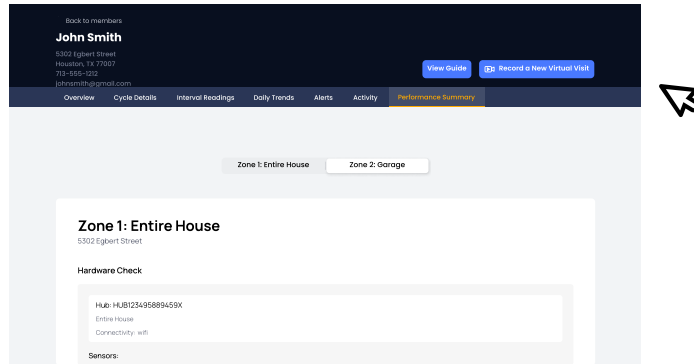 Back to members
John Smith
5302 Egbert Street
Houston, TX 77007
713-555-1212
johnsmith@gmail.com
View Guide
Record a New Virtual Visit
Overview Cycle Details Interval Readings Daily Trends Alerts Activity Performance Summary
Zone 1: Entire House Zone 2: Garage
Zone 1: Entire House
5302 Egbert Street
Hardware Check
Hub: HUB123495889459X
Entire House
Connectivity: wifi
Sensors: